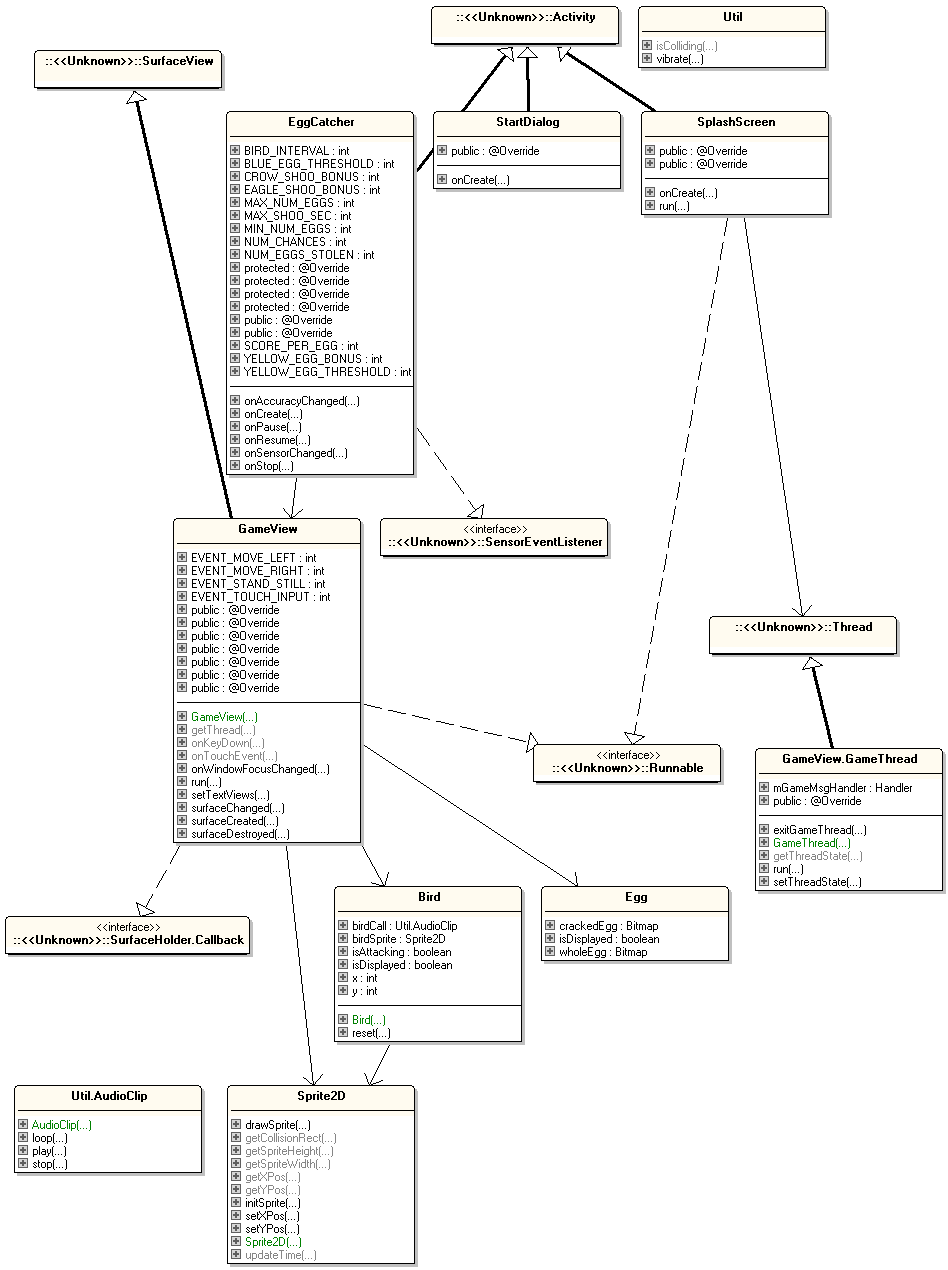 ::<<Unknown>>::Activity
Util
isColliding(...)
vibrate(...)
::<<Unknown>>::SurfaceView
EggCatcher
BIRD_INTERVAL : int
BLUE_EGG_THRESHOLD : int
CROW_SHOO_BONUS : int
EAGLE_SHOO_BONUS : int
MAX_NUM_EGGS : int
MAX_SHOO_SEC : int
MIN_NUM_EGGS : int
NUM_CHANCES : int
NUM_EGGS_STOLEN : int
protected : @Override
protected : @Override
protected : @Override
protected : @Override
public : @Override
public : @Override
SCORE_PER_EGG : int
YELLOW_EGG_BONUS : int
YELLOW_EGG_THRESHOLD : int
onAccuracyChanged(...)
onCreate(...)
onPause(...)
onResume(...)
onSensorChanged(...)
onStop(...)
StartDialog
public : @Override
onCreate(...)
SplashScreen
public : @Override
public : @Override
onCreate(...)
run(...)
GameView
EVENT_MOVE_LEFT : int
EVENT_MOVE_RIGHT : int
EVENT_STAND_STILL : int
EVENT_TOUCH_INPUT : int
public : @Override
public : @Override
public : @Override
public : @Override
public : @Override
public : @Override
public : @Override
GameView(...)
getThread(...)
onKeyDown(...)
onTouchEvent(...)
onWindowFocusChanged(...)
run(...)
setTextViews(...)
surfaceChanged(...)
surfaceCreated(...)
surfaceDestroyed(...)
<<interface>>
::<<Unknown>>::SensorEventListener
::<<Unknown>>::Thread
<<interface>>
::<<Unknown>>::Runnable
GameView.GameThread
mGameMsgHandler : Handler
public : @Override
exitGameThread(...)
GameThread(...)
getThreadState(...)
run(...)
setThreadState(...)
<<interface>>
::<<Unknown>>::SurfaceHolder.Callback
Bird
birdCall : Util.AudioClip
birdSprite : Sprite2D
isAttacking : boolean
isDisplayed : boolean
x : int
y : int
Bird(...)
reset(...)
Egg
crackedEgg : Bitmap
isDisplayed : boolean
wholeEgg : Bitmap
Util.AudioClip
AudioClip(...)
loop(...)
play(...)
stop(...)
Sprite2D
drawSprite(...)
getCollisionRect(...)
getSpriteHeight(...)
getSpriteWidth(...)
getXPos(...)
getYPos(...)
initSprite(...)
setXPos(...)
setYPos(...)
Sprite2D(...)
updateTime(...)